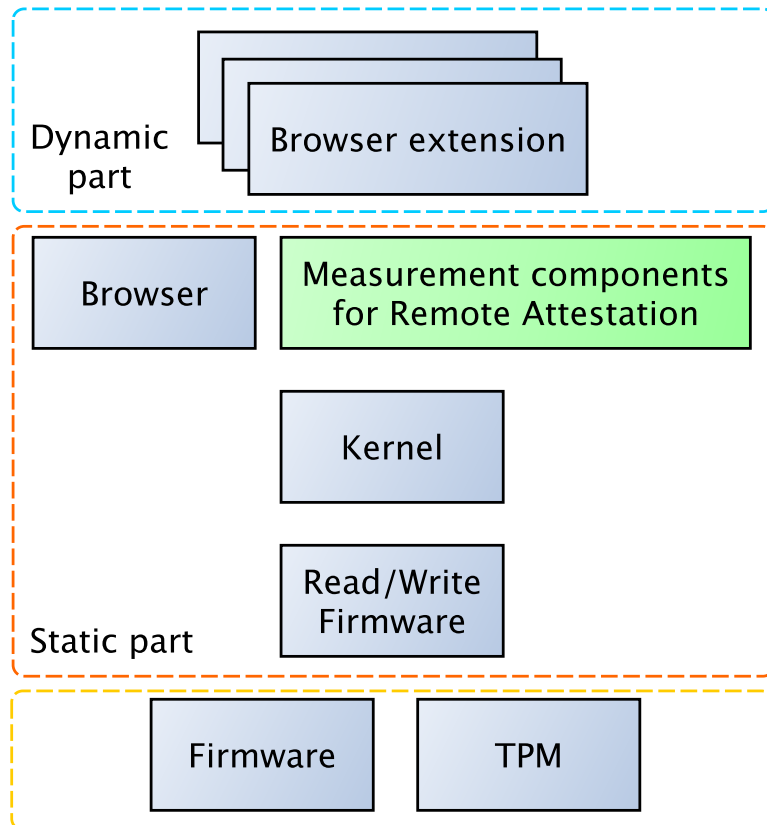 Dynamic
part
Browser extension
Browser
Measurement components
for Remote Attestation
Kernel
Read/Write
Firmware
Static part
Firmware
TPM